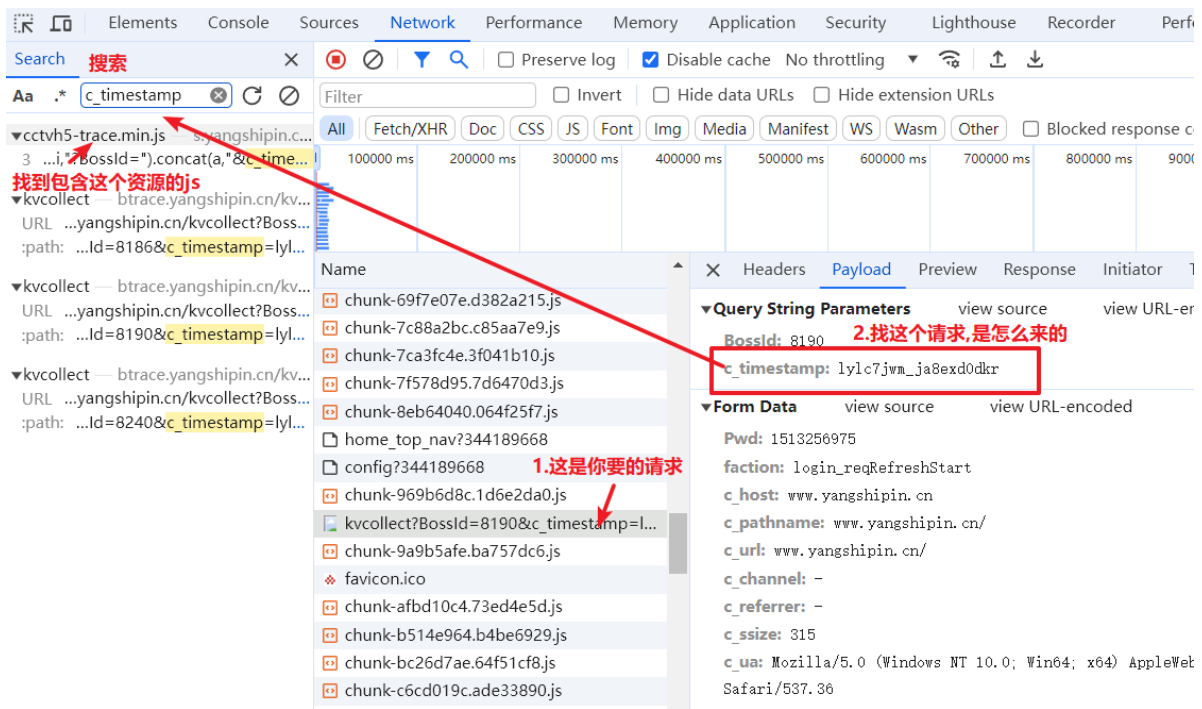 Elements Console Sources Network Performance Memory Application Security Lighthouse Recorder Perf
Search 搜索
Preserve log Disable cache No throttling
Aa .* c_timestamp
Filter Invert Hide data URLs Hide extension URLs
All Fetch/XHR Doc CSS JS Font Img Media Manifest WS Wasm Other Blocked response c
cctvh5-trace.min.js — s.yangshipin.c...
3 ...i,"?BossId=").concat(a,"&c_time...
找到包含这个资源的js
kvcollect — btrace.yangshipin.cn/kv...
URL ...yangshipin.cn/kvcollect?Boss...
:path: ...Id=8186&c_timestamp=lyl...
kvcollect — btrace.yangshipin.cn/kv...
URL ...yangshipin.cn/kvcollect?Boss...
:path: ...Id=8190&c_timestamp=lyl...
kvcollect — btrace.yangshipin.cn/kv...
URL ...yangshipin.cn/kvcollect?Boss...
:path: ...Id=8240&c_timestamp=lyl...
100000 ms 200000 ms 300000 ms 400000 ms 500000 ms 600000 ms 700000 ms 800000 ms 9000
Name
chunk-69f7e07e.d382a215.js
chunk-7c88a2bc.c85aa7e9.js
chunk-7ca3fc4e.3f041b10.js
chunk-7f578d95.7d6470d3.js
chunk-8eb64040.064f25f7.js
home_top_nav?344189668
config?344189668
1.这是你要的请求
chunk-969b6d8c.1d6e2da0.js
kvcollect?BossId=8190&c_timestamp=l...
chunk-9a9b5afe.ba757dc6.js
favicon.ico
chunk-afbd10c4.73ed4e5d.js
chunk-b514e964.b4be6929.js
chunk-bc26d7ae.64f51cf8.js
chunk-c6cd019c.ade33890.js
Headers Payload Preview Response Initiator
Query String Parameters view source view URL-er
BossId: 8190
2.找这个请求,是怎么来的
c_timestamp: lylc7jwm_ja8exd0dkr
Form Data view source view URL-encoded
Pwd: 1513256975
faction: login_reqRefreshStart
c_host: www.yangshipin.cn
c_pathname: www.yangshipin.cn/
c_url: www.yangshipin.cn/
c_channel: -
c_referrer: -
c_ssize: 315
c_ua: Mozilla/5.0 (Windows NT 10.0; Win64; x64) AppleWeb
Safari/537.36